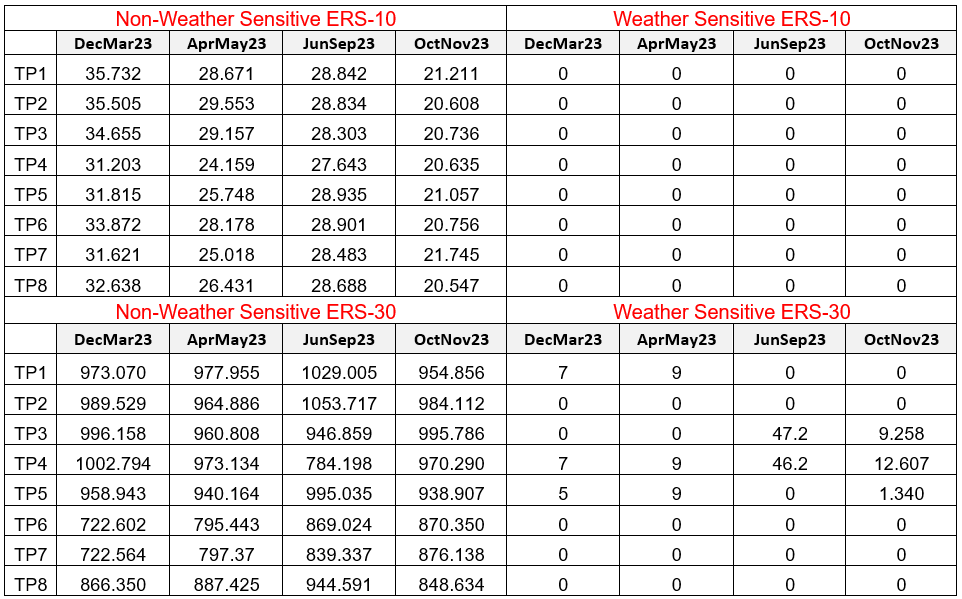 Non-Weather Sensitive ERS-10 Weather Sensitive ERS-10
DecMar23 AprMay23 JunSep23 OctNov23 DecMar23 AprMay23 JunSep23 OctNov23
TP1 35.732 28.671 28.842 21.211 0 0 0 0
TP2 35.505 29.553 28.834 20.608 0 0 0 0
TP3 34.655 29.157 28.303 20.736 0 0 0 0
TP4 31.203 24.159 27.643 20.635 0 0 0 0
TP5 31.815 25.748 28.935 21.057 0 0 0 0
TP6 33.872 28.178 28.901 20.756 0 0 0 0
TP7 31.621 25.018 28.483 21.745 0 0 0 0
TP8 32.638 26.431 28.688 20.547 0 0 0 0
Non-Weather Sensitive ERS-30 Weather Sensitive ERS-30
DecMar23 AprMay23 JunSep23 OctNov23 DecMar23 AprMay23 JunSep23 OctNov23
TP1 973.070 977.955 1029.005 954.856 7 9 0 0
TP2 989.529 964.886 1053.717 984.112 0 0 0 0
TP3 996.158 960.808 946.859 995.786 0 0 47.2 9.258
TP4 1002.794 973.134 784.198 970.290 7 9 46.2 12.607
TP5 958.943 940.164 995.035 938.907 5 9 0 1.340
TP6 722.602 795.443 869.024 870.350 0 0 0 0
TP7 722.564 797.37 839.337 876.138 0 0 0 0
TP8 866.350 887.425 944.591 848.634 0 0 0 0